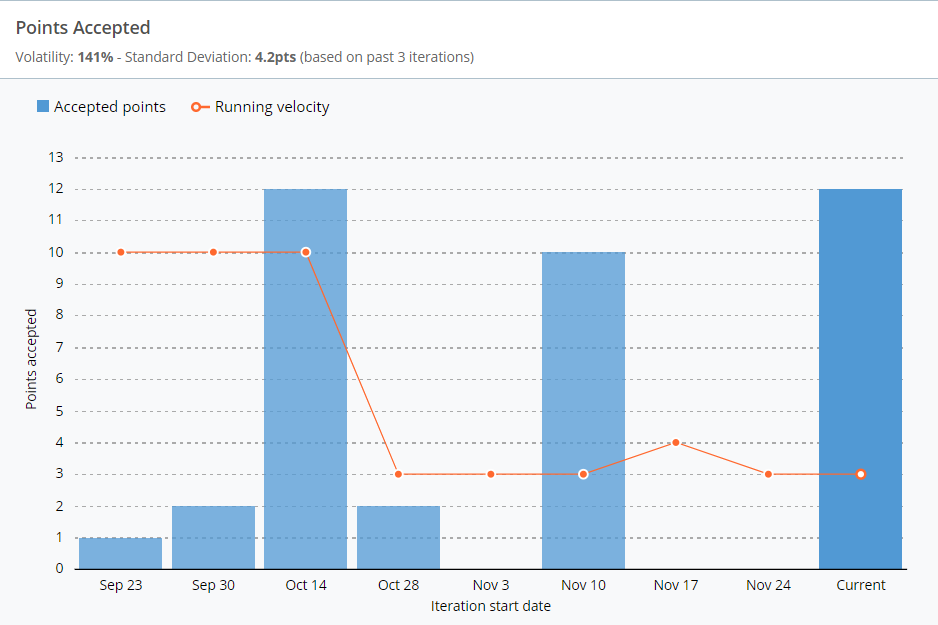 Points Accepted
Volatility: 141% - Standard Deviation: 4.2pts (based on past 3 iterations)
Accepted points Running velocity
13
12
11
10
9
8
7
6
5
4
3
2
1
0
Points accepted
Sep 23 Sep 30 Oct 14 Oct 28 Nov 3 Nov 10 Nov 17 Nov 24 Current
Iteration start date